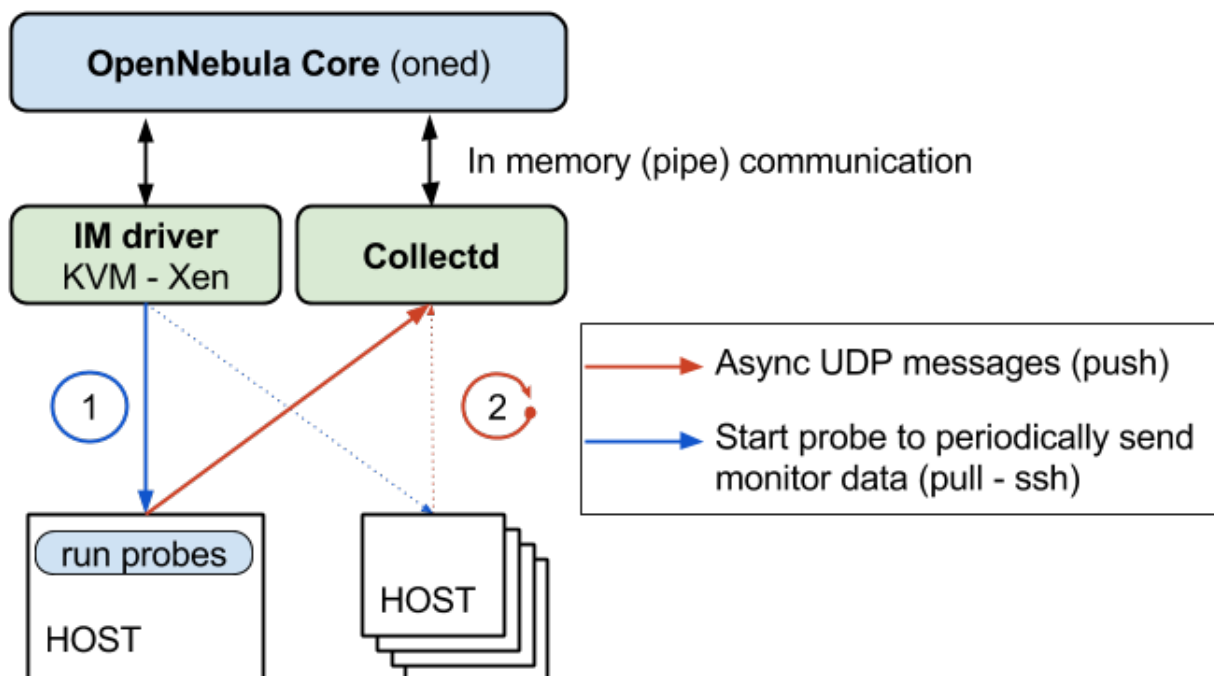 OpenNebula Core (oned)
In memory (pipe) communication
IM driver
KVM - Xen
Collectd
1
2
Async UDP messages (push)
Start probe to periodically send
monitor data (pull - ssh)
run probes
HOST
HOST